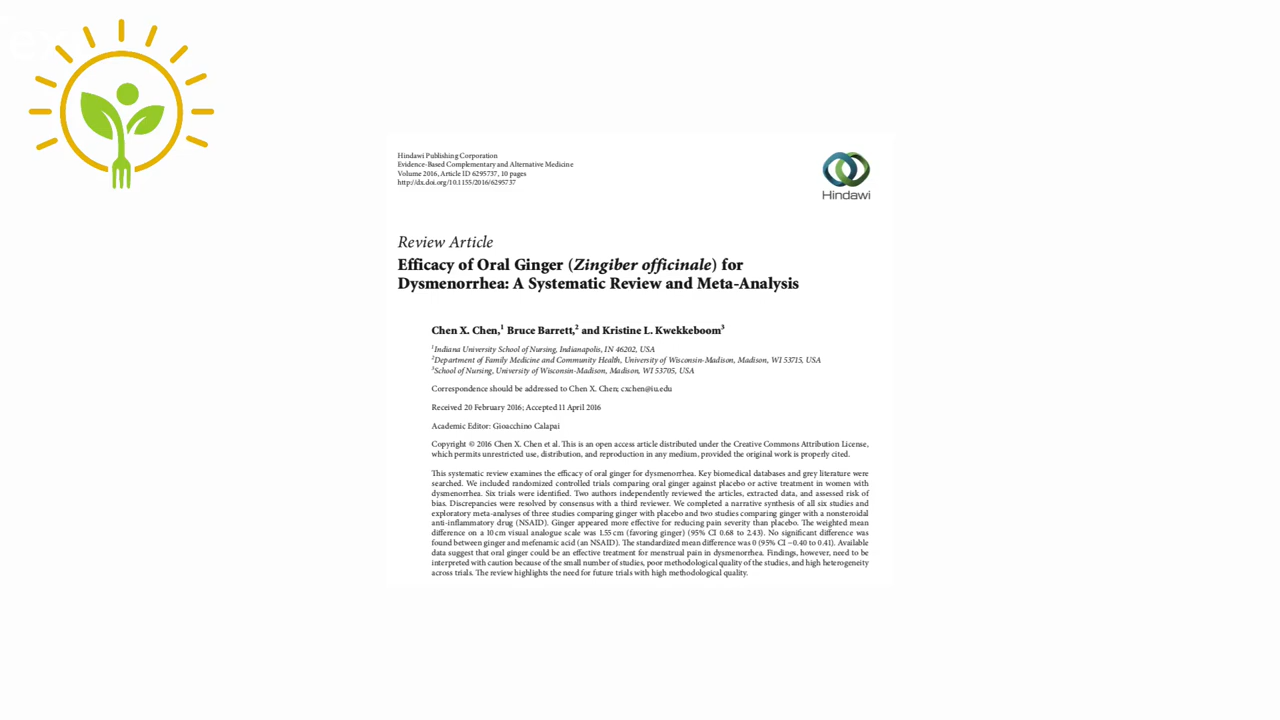 Hindawi Publishing Corporation
Evidence-Based Complementary and Alternative Medicine
Volume 2016, Article ID 6295737, 10 pages
http://dx.doi.org/10.1155/2016/6295737
Hindawi
Review Article
Efficacy of Oral Ginger (Zingiber officinale) for
Dysmenorrhea: A Systematic Review and Meta-Analysis
Chen X. Chen,1 Bruce Barrett,2 and Kristine L. Kwekkeboom3
1Indiana University School of Nursing, Indianapolis, IN 46202, USA
2Department of Family Medicine and Community Health, University of Wisconsin-Madison, Madison, WI 53715, USA
3School of Nursing, University of Wisconsin-Madison, Madison, WI 53705, USA
Correspondence should be addressed to Chen X. Chen; cxchen@iu.edu
Received 20 February 2016; Accepted 11 April 2016
Academic Editor: Gioacchino Calapai
Copyright © 2016 Chen X. Chen et al. This is an open access article distributed under the Creative Commons Attribution License,
which permits unrestricted use, distribution, and reproduction in any medium, provided the original work is properly cited.
This systematic review examines the efficacy of oral ginger for dysmenorrhea. Key biomedical databases and grey literature were
searched. We included randomized controlled trials comparing oral ginger against placebo or active treatment in women with
dysmenorrhea. Six trials were identified. Two authors independently reviewed the articles, extracted data, and assessed risk of
bias. Discrepancies were resolved by consensus with a third reviewer. We completed a narrative synthesis of all six studies and
exploratory meta-analyses of three studies comparing ginger with placebo and two studies comparing ginger with a nonsteroidal
anti-inflammatory drug (NSAID). Ginger appeared more effective for reducing pain severity than placebo. The weighted mean
difference on a 10 cm visual analogue scale was 1.55 cm (favoring ginger) (95% CI 0.68 to 2.43). No significant difference was
found between ginger and mefenamic acid (an NSAID). The standardized mean difference was 0 (95% CI −0.40 to 0.41). Available
data suggest that oral ginger could be an effective treatment for menstrual pain in dysmenorrhea. Findings, however, need to be
interpreted with caution because of the small number of studies, poor methodological quality of the studies, and high heterogeneity
across trials. The review highlights the need for future trials with high methodological quality.